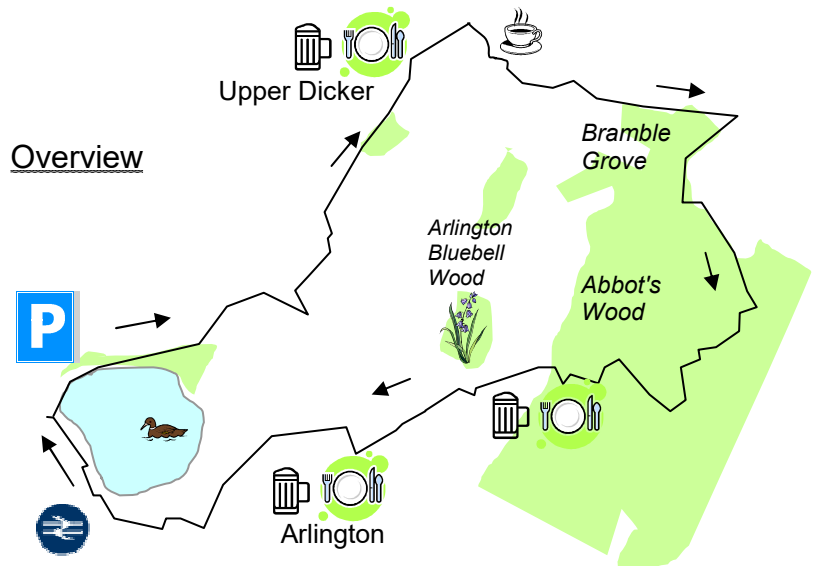 Upper Dicker
Overview
Bramble
Grove
Arlington
Bluebell
Wood
Abbot's
Wood
P
Arlington